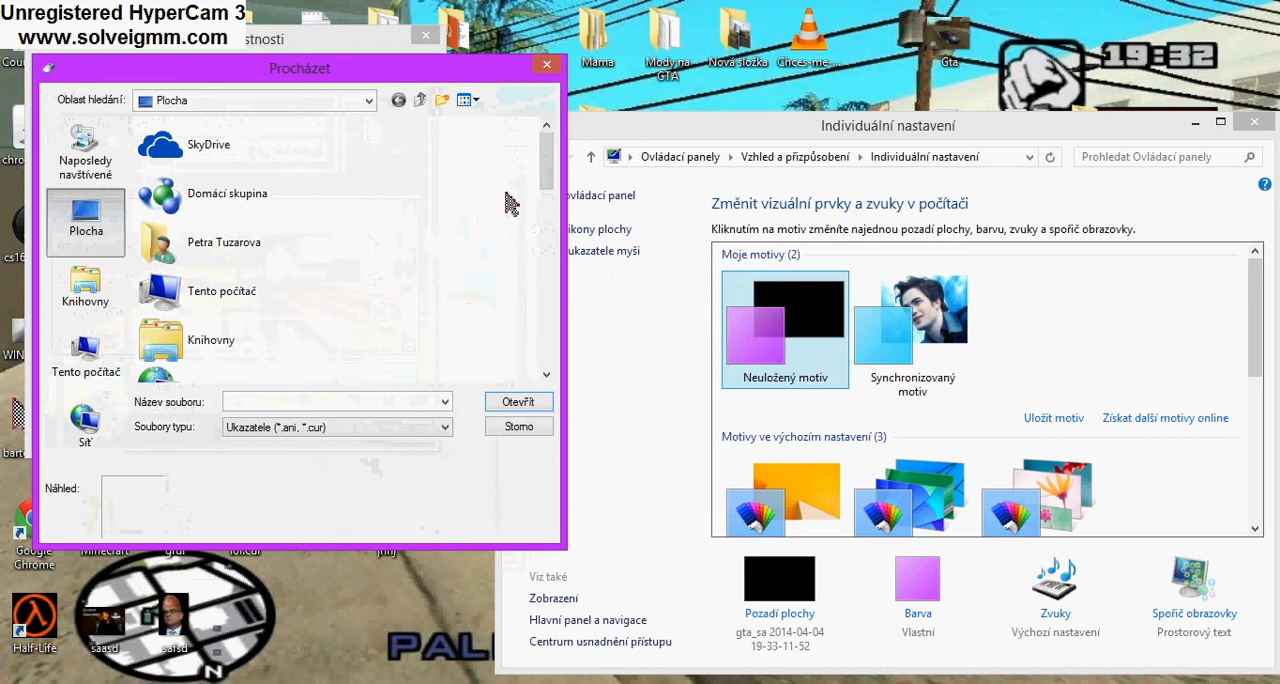 Unregistered HyperCam 3
www.solveigmm.com
Mama
Mody na
GTA
Nová složka
Chces-me-...
Gta
19:32
Procházet
Oblast hledání:
Plocha
Naposledy
navštívené
Plocha
Knihovny
Tento počítač
Síť
SkyDrive
Domácí skupina
Petra Tuzarova
Tento počítač
Knihovny
Název souboru:
Otevřít
Soubory typu:
Ukazatele (*.ani, *.cur)
Storno
Náhled:
Individuální nastavení
Ovládací panely
Vzhled a přizpůsobení
Individuální nastavení
Prohledat Ovládací panely
ovládací panel
ikony plochy
ukazatele myši
Změnit vizuální prvky a zvuky v počítači
Kliknutím na motiv změníte najednou pozadí plochy, barvu, zvuky a spořič obrazovky.
Moje motivy (2)
Neuložený motiv
Synchronizovaný
motiv
Uložit motiv
Získat další motivy online
Motivy ve výchozím nastavení (3)
Viz také
Zobrazení
Hlavní panel a navigace
Centrum usnadnění přístupu
Pozadí plochy
gta_sa 2014-04-04
19-33-11-52
Barva
Vlastní
Zvuky
Výchozí nastavení
Spořič obrazovky
Prostorový text
Google
Chrome
Half-Life
saasd
safsd
N
PAL